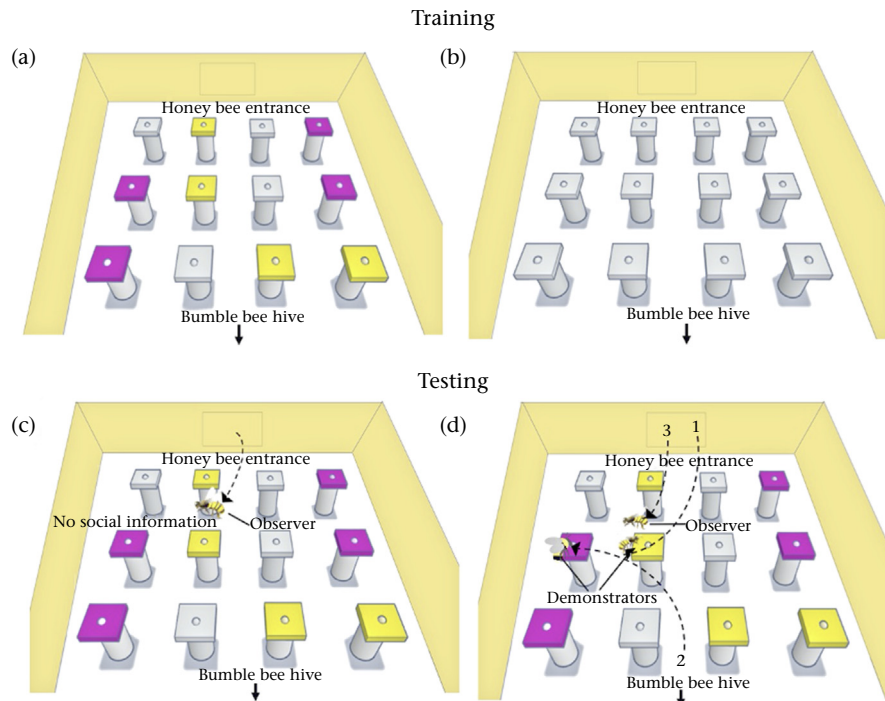 Training
(a)
(b)
Honey bee entrance
Honey bee entrance
Bumble bee hive
Bumble bee hive
Testing
(c)
(d)
3
1
Honey bee entrance
Honey bee entrance
No social information
Observer
Observer
Demonstrators
2
Bumble bee hive
Bumble bee hive